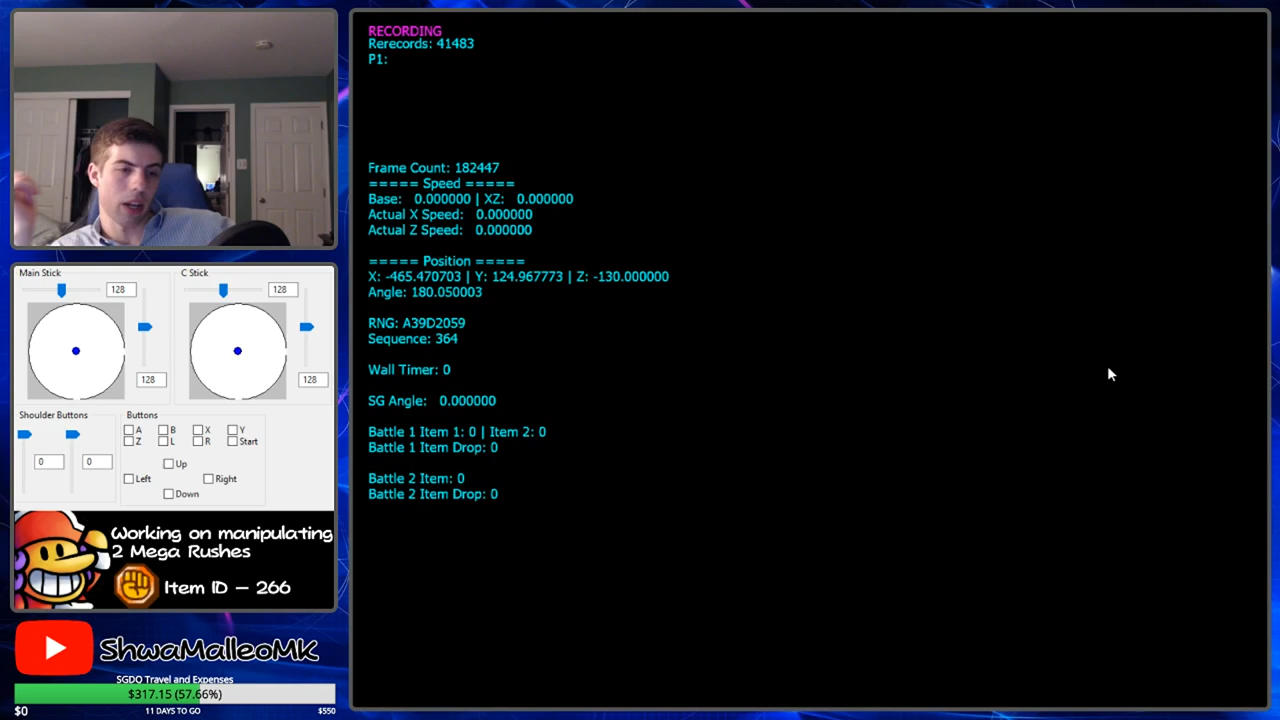 RECORDING
Rerecords: 41483
P1:
Frame Count: 182447
===== Speed =====
Base: 0.000000 | XZ: 0.000000
Actual X Speed: 0.000000
Actual Z Speed: 0.000000
===== Position =====
X: -465.470703 | Y: 124.967773 | Z: -130.000000
Angle: 180.050003
RNG: A39D2059
Sequence: 364
Wall Timer: 0
SG Angle: 0.000000
Battle 1 Item 1: 0 | Item 2: 0
Battle 1 Item Drop: 0
Battle 2 Item: 0
Battle 2 Item Drop: 0
Main Stick
128
128
C Stick
128
128
Shoulder Buttons
0 0
Buttons
A B X Y
Z L R Start
Up
Left Right
Down
Working on manipulating
2 Mega Rushes
Item ID – 266
ShwaMalleoMK
SGDQ Travel and Expenses
$317.15 (57.66%)
$0 11 DAYS TO GO $550